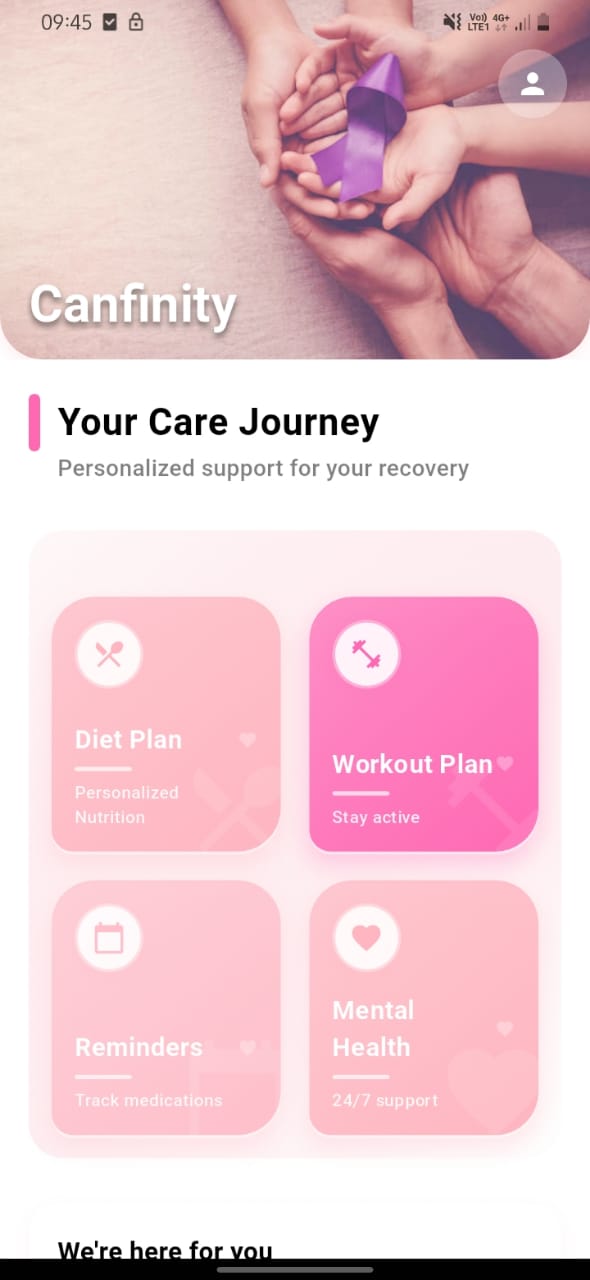 09:45
Vo)) 4G+
LTE1
Canfinity
Your Care Journey
Personalized support for your recovery
Diet Plan
Personalized
Nutrition
Workout Plan
Stay active
Reminders
Track medications
Mental
Health
24/7 support
We're here for you